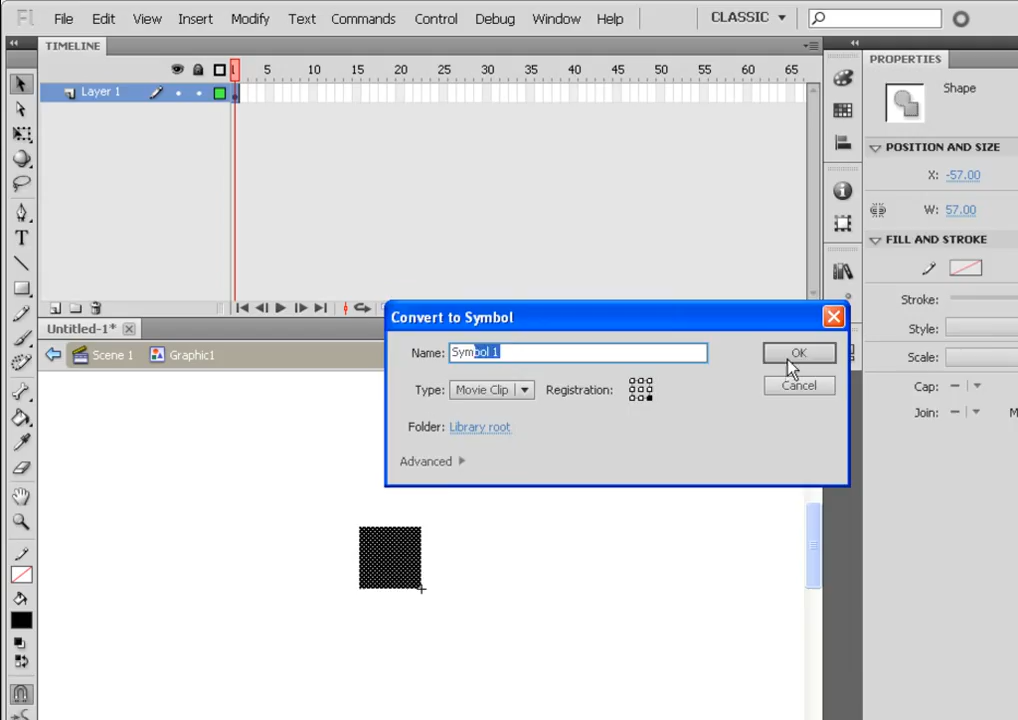 Fl File Edit View Insert Modify Text Commands Control Debug Window Help CLASSIC
TIMELINE
PROPERTIES
1 5 10 15 20 25 30 35 40 45 50 55 60 65
Layer 1
Shape
POSITION AND SIZE
X: -57.00
W: 57.00
FILL AND STROKE
Stroke:
Style:
Scale:
Cap:
Join:
M
Untitled-1*
Scene 1 Graphic1
Convert to Symbol
Name: Symbol 1
OK
Type: Movie Clip Registration:
Cancel
Folder: Library root
Advanced
T